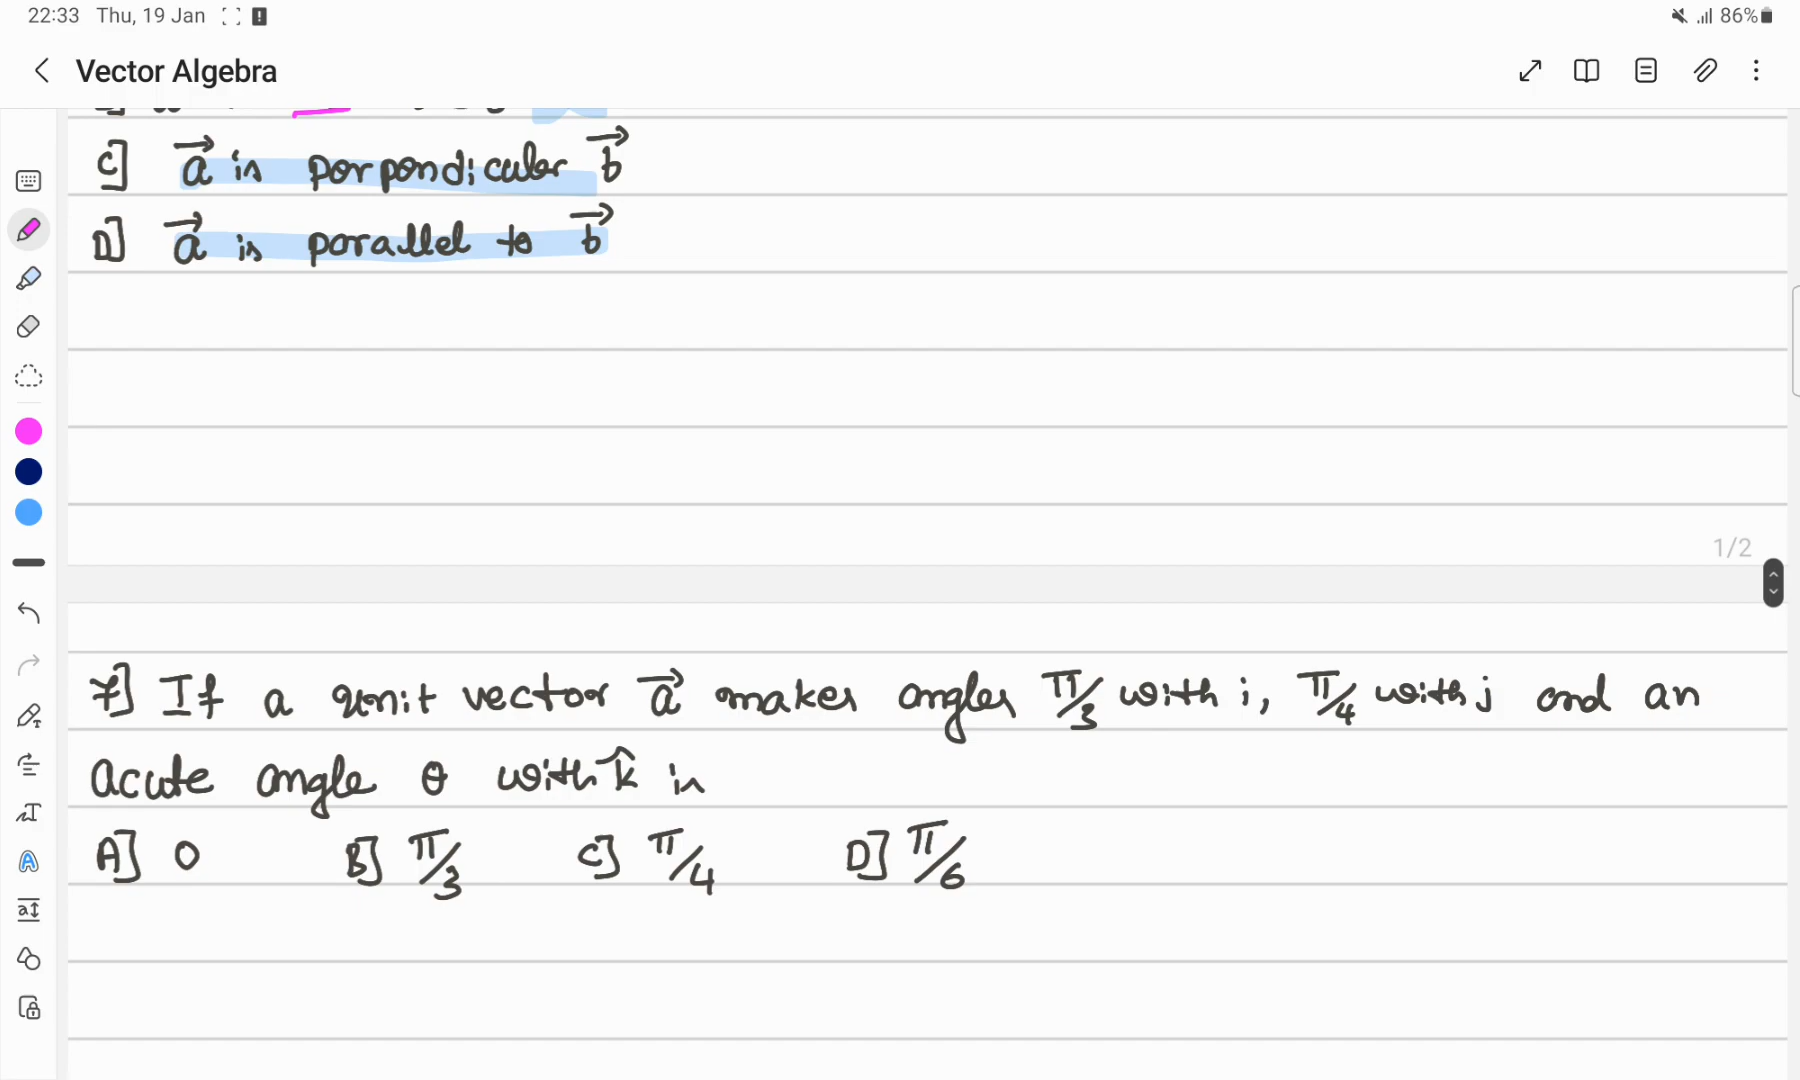 22:33 Thu, 19 Jan 86%
Vector Algebra
C] a⃗ is perpendicular b⃗
D] a⃗ is parallel to b⃗
1/2
7] If a unit vector a⃗ makes angles π/3 with i, π/4 with j and an
acute angle θ with k̂ is
A] 0 B] π/3 C] π/4 D] π/6